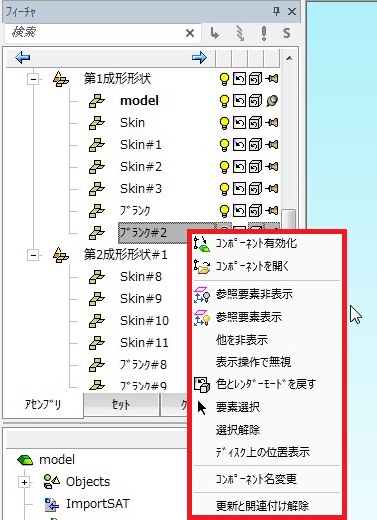 フィーチャ
検索
S
第1成形形状
model
Skin
Skin#1
Skin#2
Skin#3
ﾌﾞﾗﾝｸ
ﾌﾞﾗﾝｸ#2
第2成形形状#1
Skin#8
Skin#9
Skin#10
Skin#11
ﾌﾞﾗﾝｸ#8
ﾌﾞﾗﾝｸ#9
ｺﾝﾎﾟｰﾈﾝﾄ有効化
ｺﾝﾎﾟｰﾈﾝﾄを開く
参照要素非表示
参照要素表示
他を非表示
表示操作で無視
色とﾚﾝﾀﾞｰﾓｰﾄﾞを戻す
要素選択
選択解除
ﾃﾞｨｽｸ上の位置表示
ｺﾝﾎﾟｰﾈﾝﾄ名変更
更新と関連付け解除
ｱｾﾝﾌﾞﾘ
ｾｯﾄ
model
Objects
ImportSAT